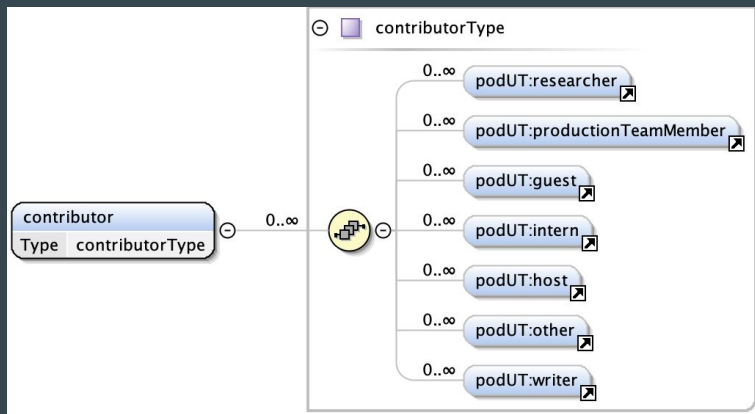 contributorType
0..∞
podUT:researcher
0..∞
podUT:productionTeamMember
0..∞
podUT:guest
contributor
Type contributorType
0..∞
0..∞
podUT:intern
0..∞
podUT:host
0..∞
podUT:other
0..∞
podUT:writer